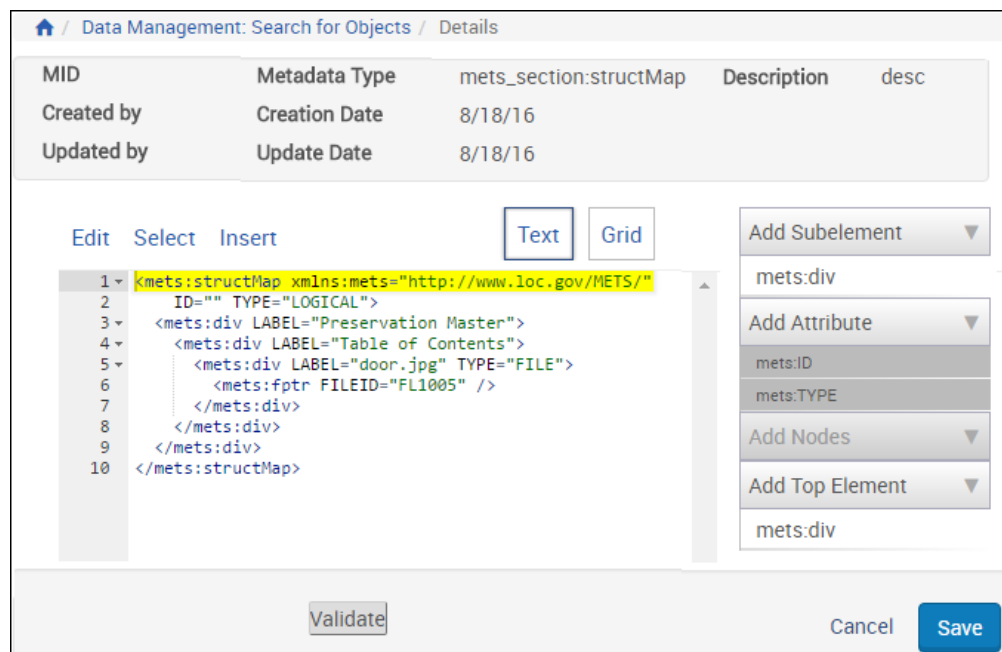 / Data Management: Search for Objects / Details
MID Metadata Type mets_section:structMap Description desc
Created by Creation Date 8/18/16
Updated by Update Date 8/18/16
Edit Select Insert Text Grid
1 <mets:structMap xmlns:mets="http://www.loc.gov/METS/"
2 ID="" TYPE="LOGICAL">
3 <mets:div LABEL="Preservation Master">
4 <mets:div LABEL="Table of Contents">
5 <mets:div LABEL="door.jpg" TYPE="FILE">
6 <mets:fptr FILEID="FL1005" />
7 </mets:div>
8 </mets:div>
9 </mets:div>
10 </mets:structMap>
Add Subelement
mets:div
Add Attribute
mets:ID
mets:TYPE
Add Nodes
Add Top Element
mets:div
Validate
Cancel Save